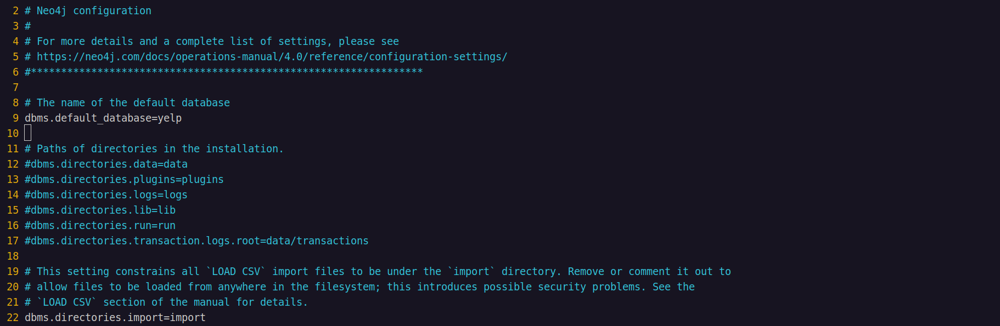 2 # Neo4j configuration
3 #
4 # For more details and a complete list of settings, please see
5 # https://neo4j.com/docs/operations-manual/4.0/reference/configuration-settings/
6 #*****************************************************************
7
8 # The name of the default database
9 dbms.default_database=yelp
10
11 # Paths of directories in the installation.
12 #dbms.directories.data=data
13 #dbms.directories.plugins=plugins
14 #dbms.directories.logs=logs
15 #dbms.directories.lib=lib
16 #dbms.directories.run=run
17 #dbms.directories.transaction.logs.root=data/transactions
18
19 # This setting constrains all `LOAD CSV` import files to be under the `import` directory. Remove or comment it out to
20 # allow files to be loaded from anywhere in the filesystem; this introduces possible security problems. See the
21 # `LOAD CSV` section of the manual for details.
22 dbms.directories.import=import